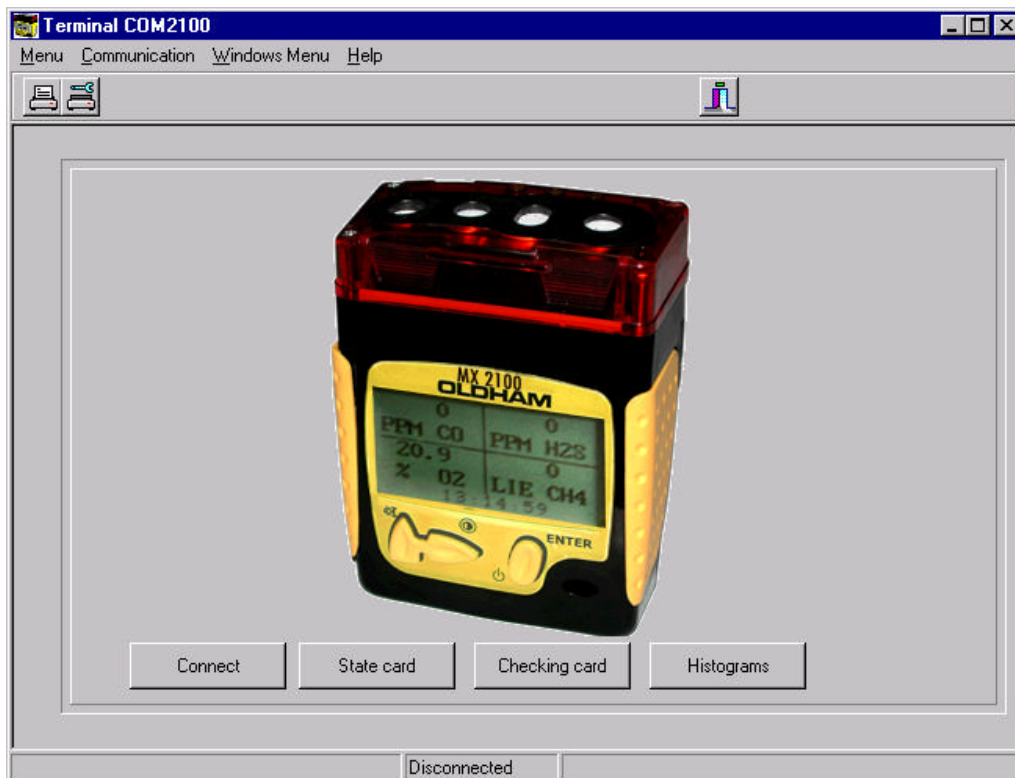 Terminal COM2100
Menu Communication Windows Menu Help
MX 2100
OLDHAM
0 0
PPM CO PPM H2S
20.9 0
% O2 LIE CH4
13:14:59
ENTER
Connect State card Checking card Histograms
Disconnected